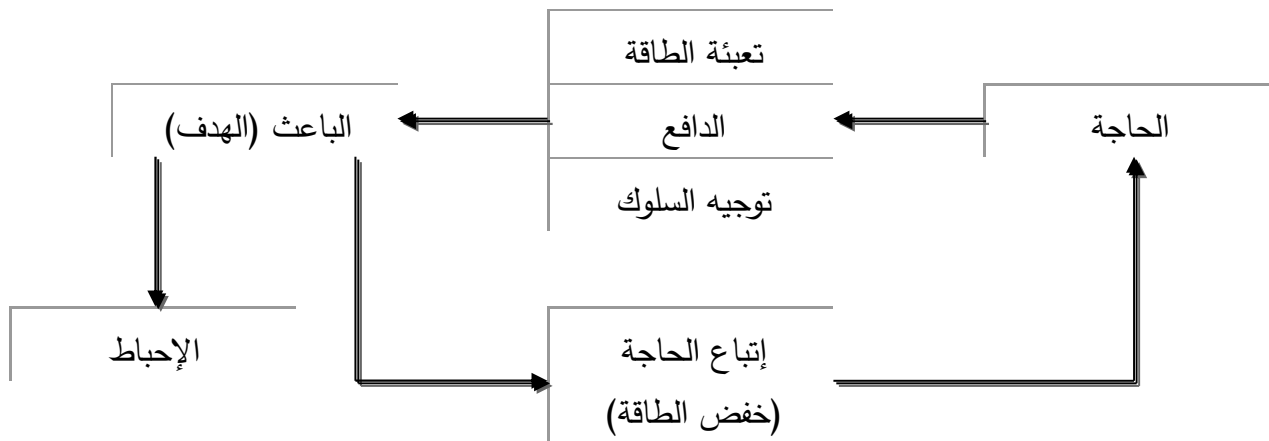 تعبئة الطاقة
الحاجة
الدافع
الباعث (الهدف)
توجيه السلوك
إتباع الحاجة
(خفض الطاقة)
الإحباط